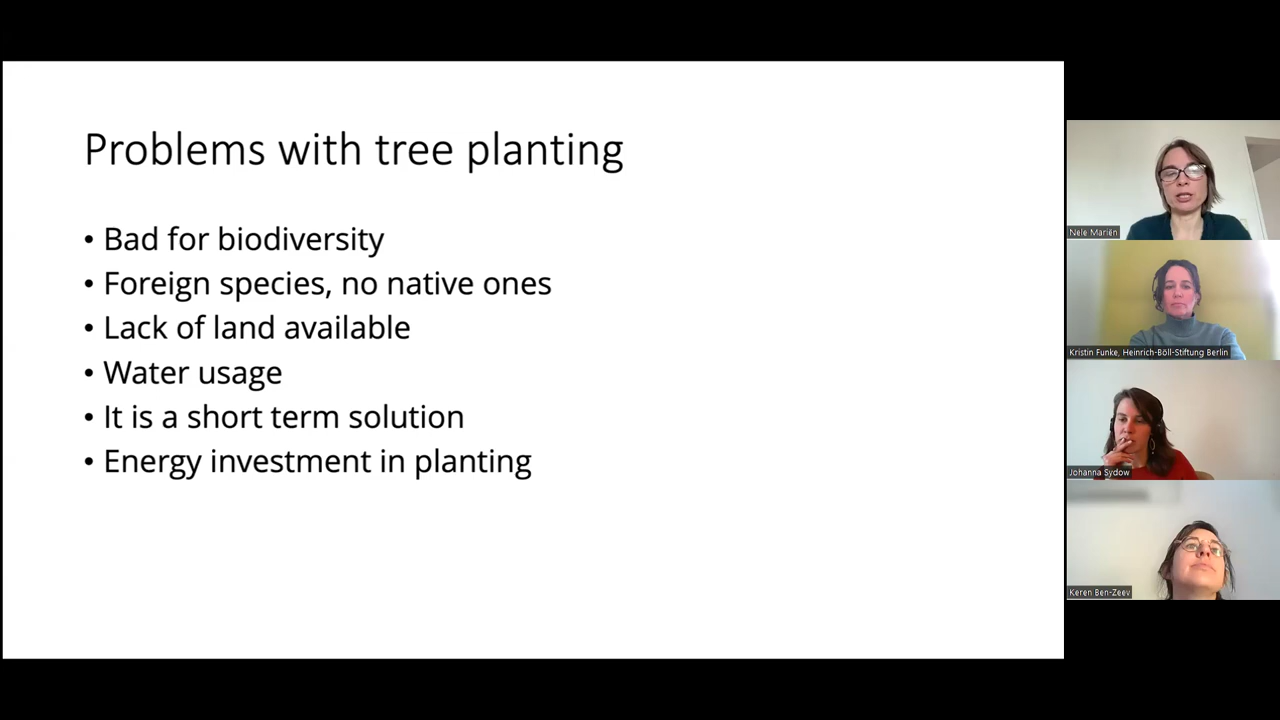 Problems with tree planting
• Bad for biodiversity
• Foreign species, no native ones
• Lack of land available
• Water usage
• It is a short term solution
• Energy investment in planting
Nele Mariën
Kristin Funke, Heinrich-Böll-Stiftung Berlin
Johanna Sydow
Keren Ben-Zeev